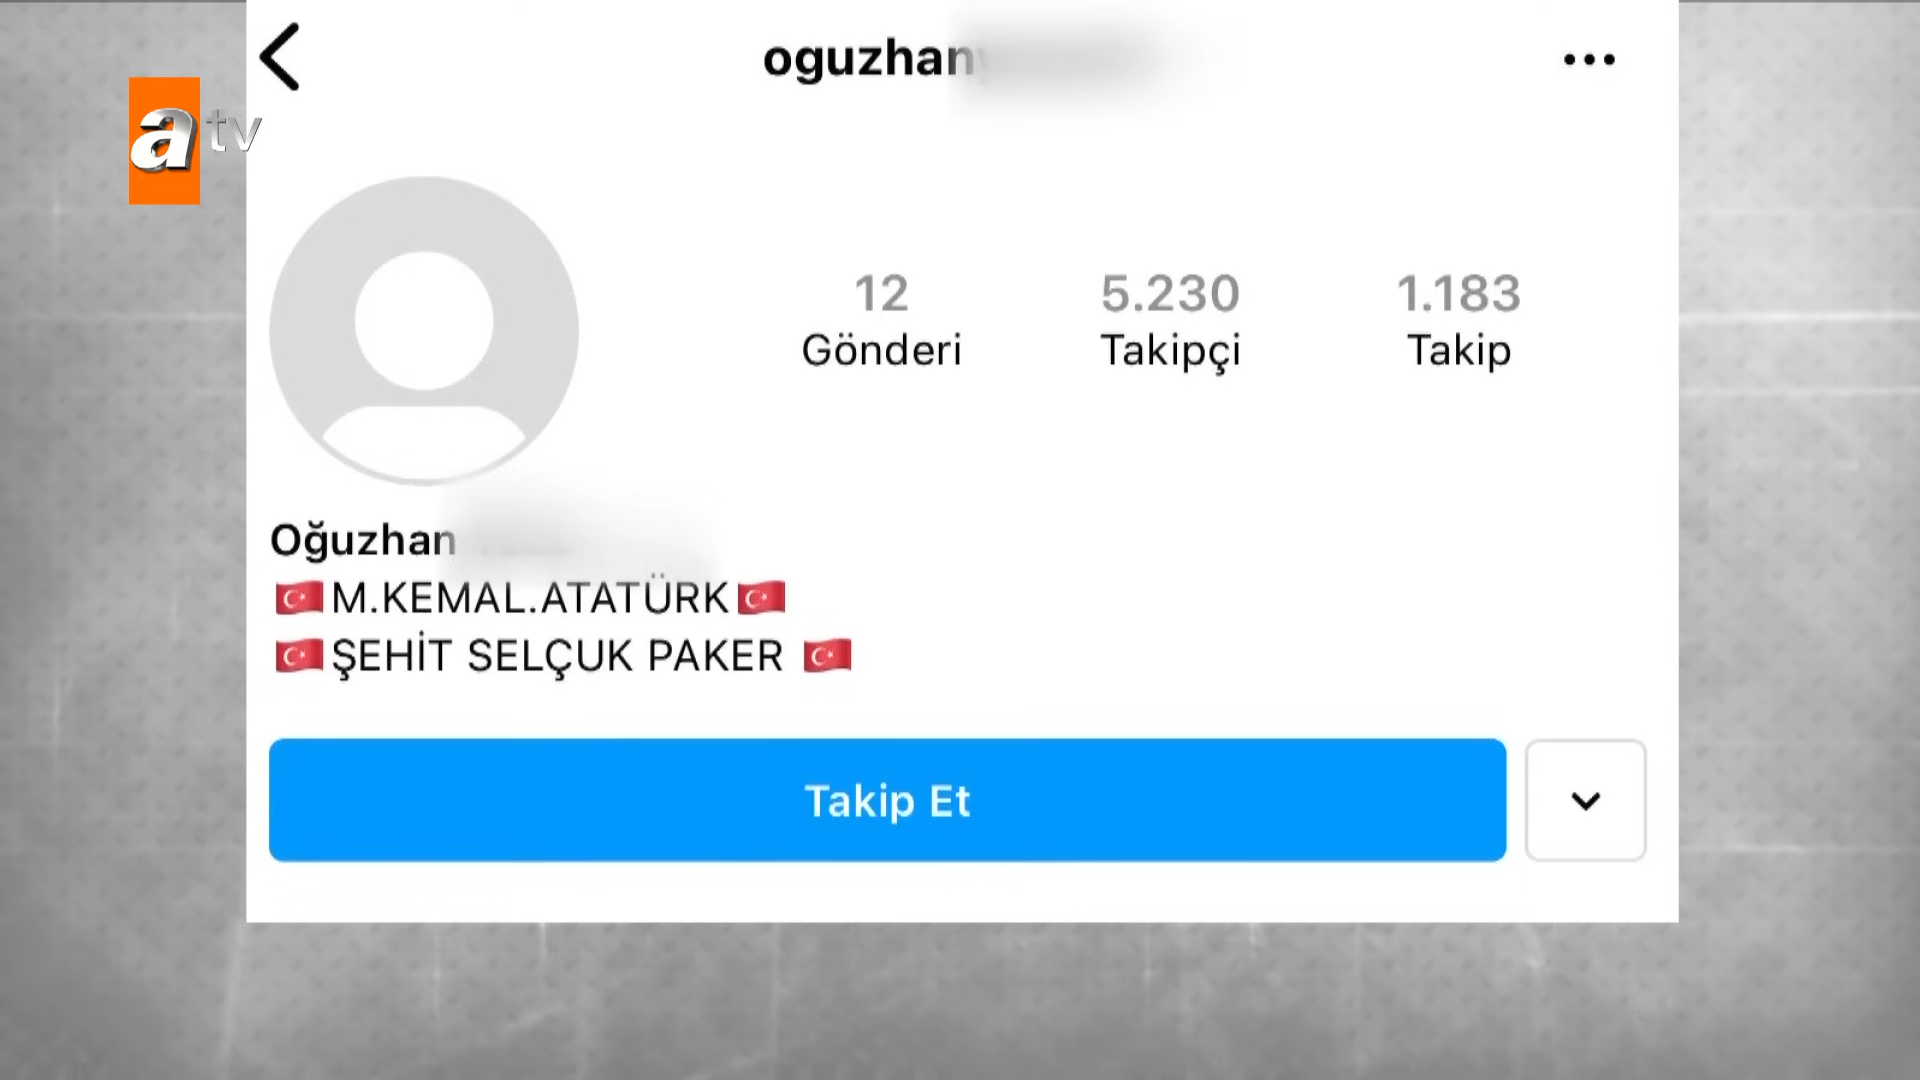 oguzhan
atv
12
5.230
1.183
Gönderi
Takipçi
Takip
Oğuzhan
🇹🇷M.KEMAL.ATATÜRK🇹🇷
🇹🇷ŞEHİT SELÇUK PAKER 🇹🇷
Takip Et